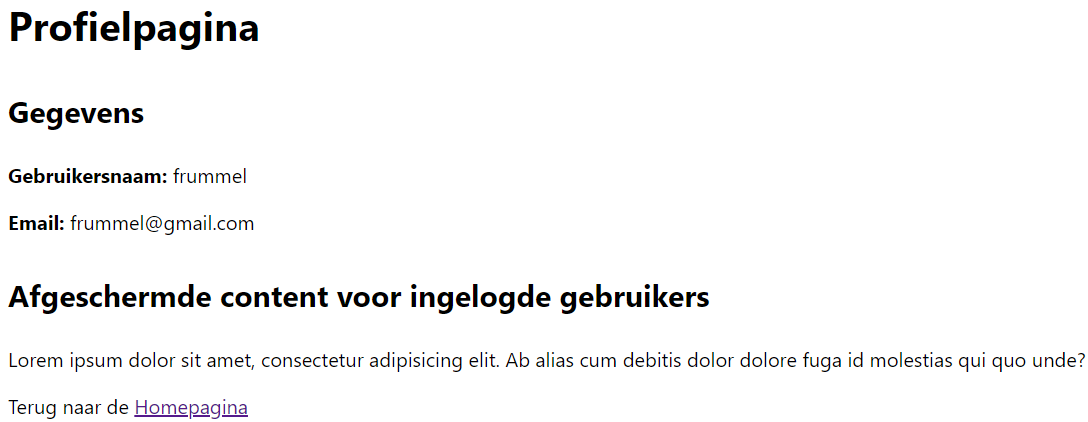 Profielpagina
Gegevens
Gebruikersnaam: frummel
Email: frummel@gmail.com
Afgeschermde content voor ingelogde gebruikers
Lorem ipsum dolor sit amet, consectetur adipisicing elit. Ab alias cum debitis dolor dolore fuga id molestias qui quo unde?
Terug naar de Homepagina